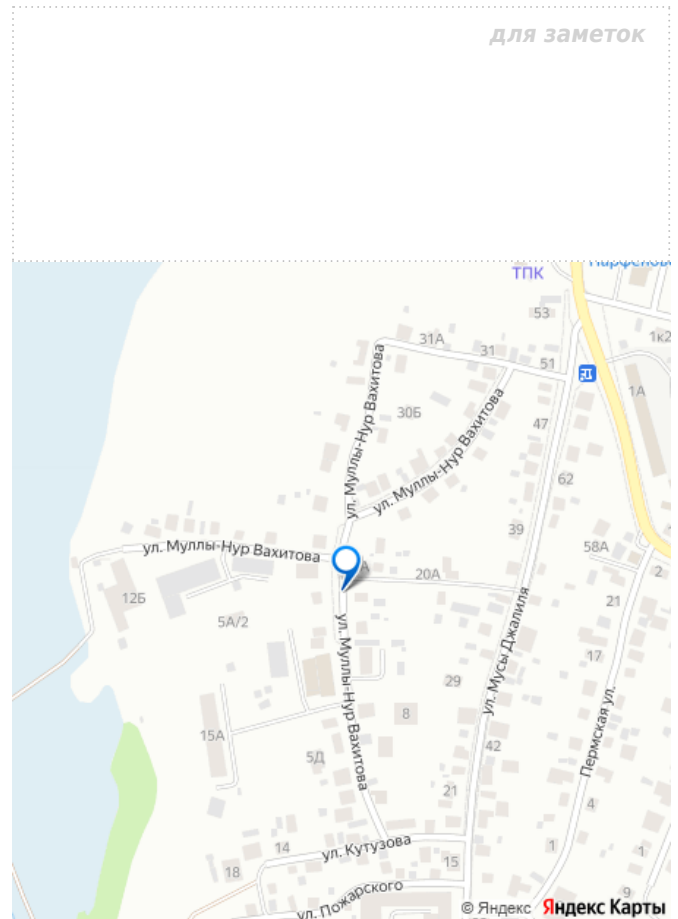 для заметок
ТПК
53
31А
31
51
1к2
1А
30Б
47
ул. Муллы-Нур Вахитова
ул. Муллы-Нур Вахитова
62
39
58А
2
ул. Муллы-Нур Вахитова
20А
12Б
21
5А/2
ул. Муллы-Нур Вахитова
ул. Мусы Джалиля
17
29
Пермская ул.
8
15А
42
5Д
21
4
ул. Кутузова
14
15
1
1
18
ул. Пожарского
9
© Яндекс Яндекс Карты